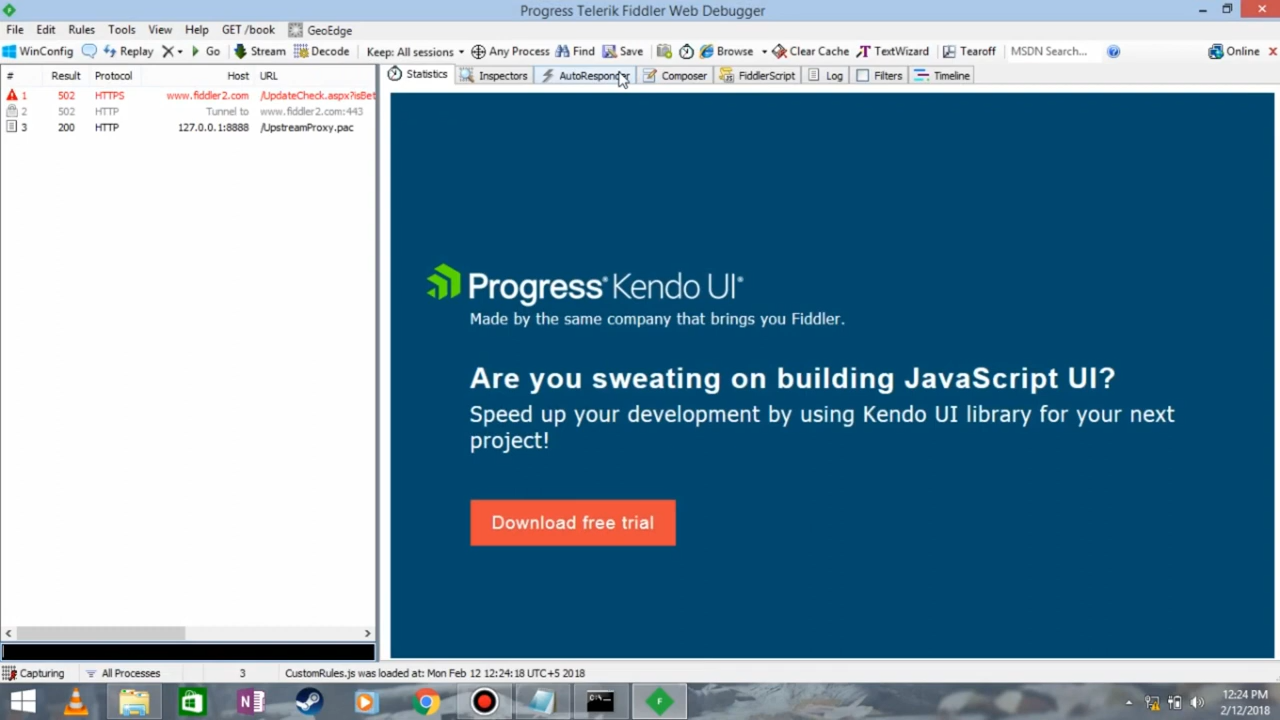 Progress Telerik Fiddler Web Debugger
File Edit Rules Tools View Help GET /book GeoEdge
WinConfig Replay Go Stream Decode Keep: All sessions Any Process Find Save Browse Clear Cache TextWizard Tearoff MSDN Search... Online
# Result Protocol Host URL
Statistics Inspectors AutoResponder Composer FiddlerScript Log Filters Timeline
1 502 HTTPS www.fiddler2.com /UpdateCheck.aspx?isBet
2 502 HTTP Tunnel to www.fiddler2.com:443
3 200 HTTP 127.0.0.1:8888 /UpstreamProxy.pac
Progress® Kendo UI®
Made by the same company that brings you Fiddler.
Are you sweating on building JavaScript UI?
Speed up your development by using Kendo UI library for your next
project!
Download free trial
Capturing All Processes 3 CustomRules.js was loaded at: Mon Feb 12 12:24:18 UTC+5 2018
12:24 PM
2/12/2018